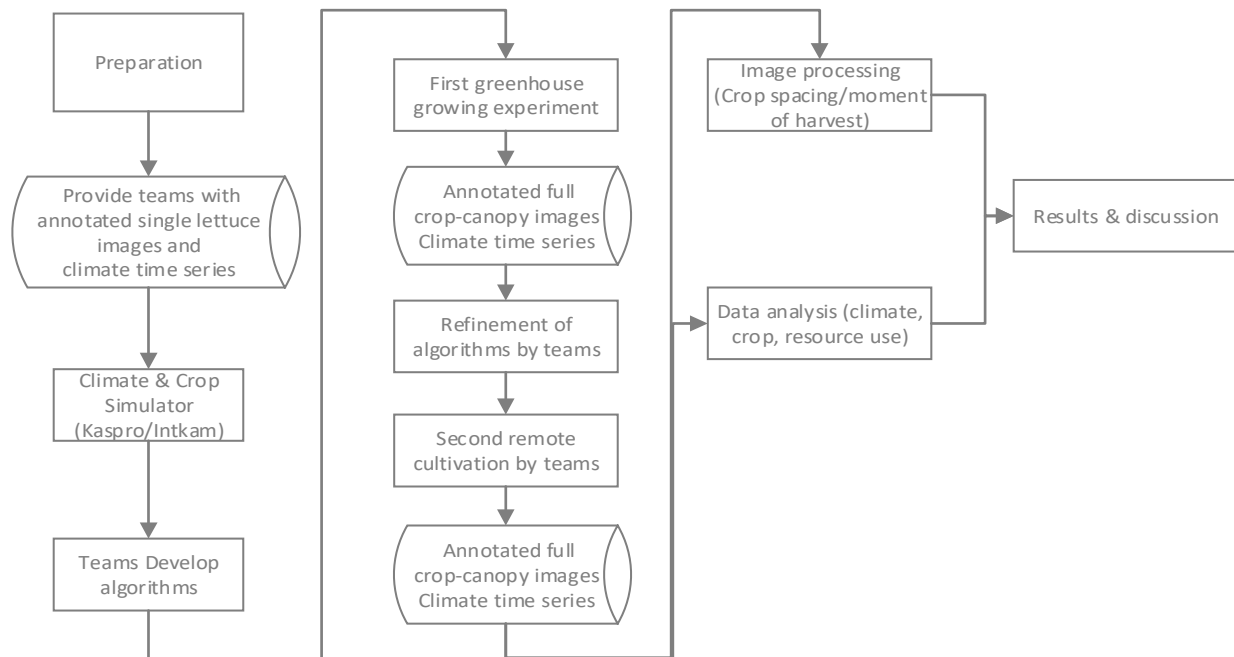 Preparation
Provide teams with
annotated single lettuce
images and
climate time series
Climate & Crop
Simulator
(Kaspro/Intkam)
Teams Develop
algorithms
First greenhouse
growing experiment
Annotated full
crop-canopy images
Climate time series
Refinement of
algorithms by teams
Second remote
cultivation by teams
Annotated full
crop-canopy images
Climate time series
Image processing
(Crop spacing/moment
of harvest)
Data analysis (climate,
crop, resource use)
Results & discussion